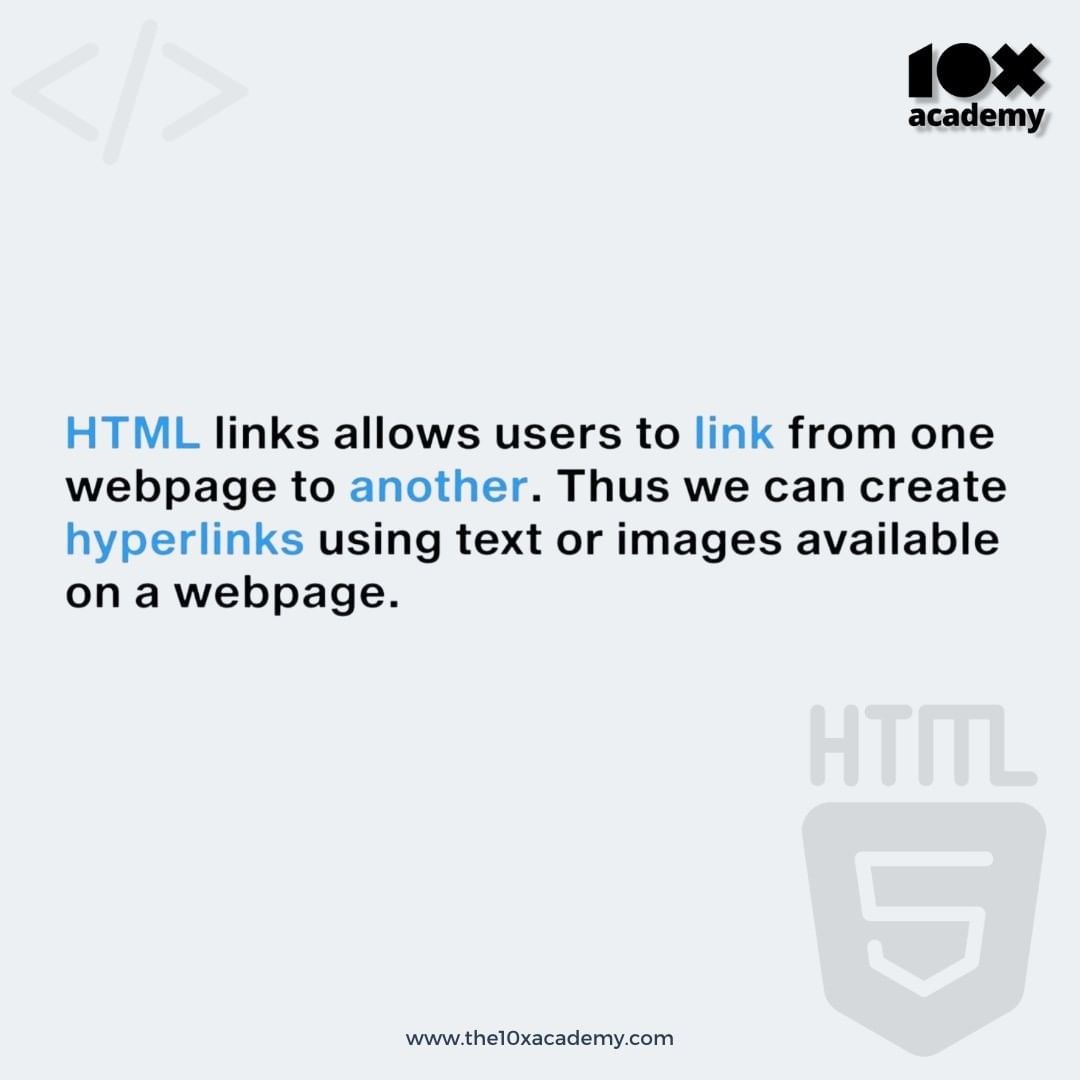 10x
academy
HTML links allows users to link from one
webpage to another. Thus we can create
hyperlinks using text or images available
on a webpage.
HTML
5
www.the10xacademy.com